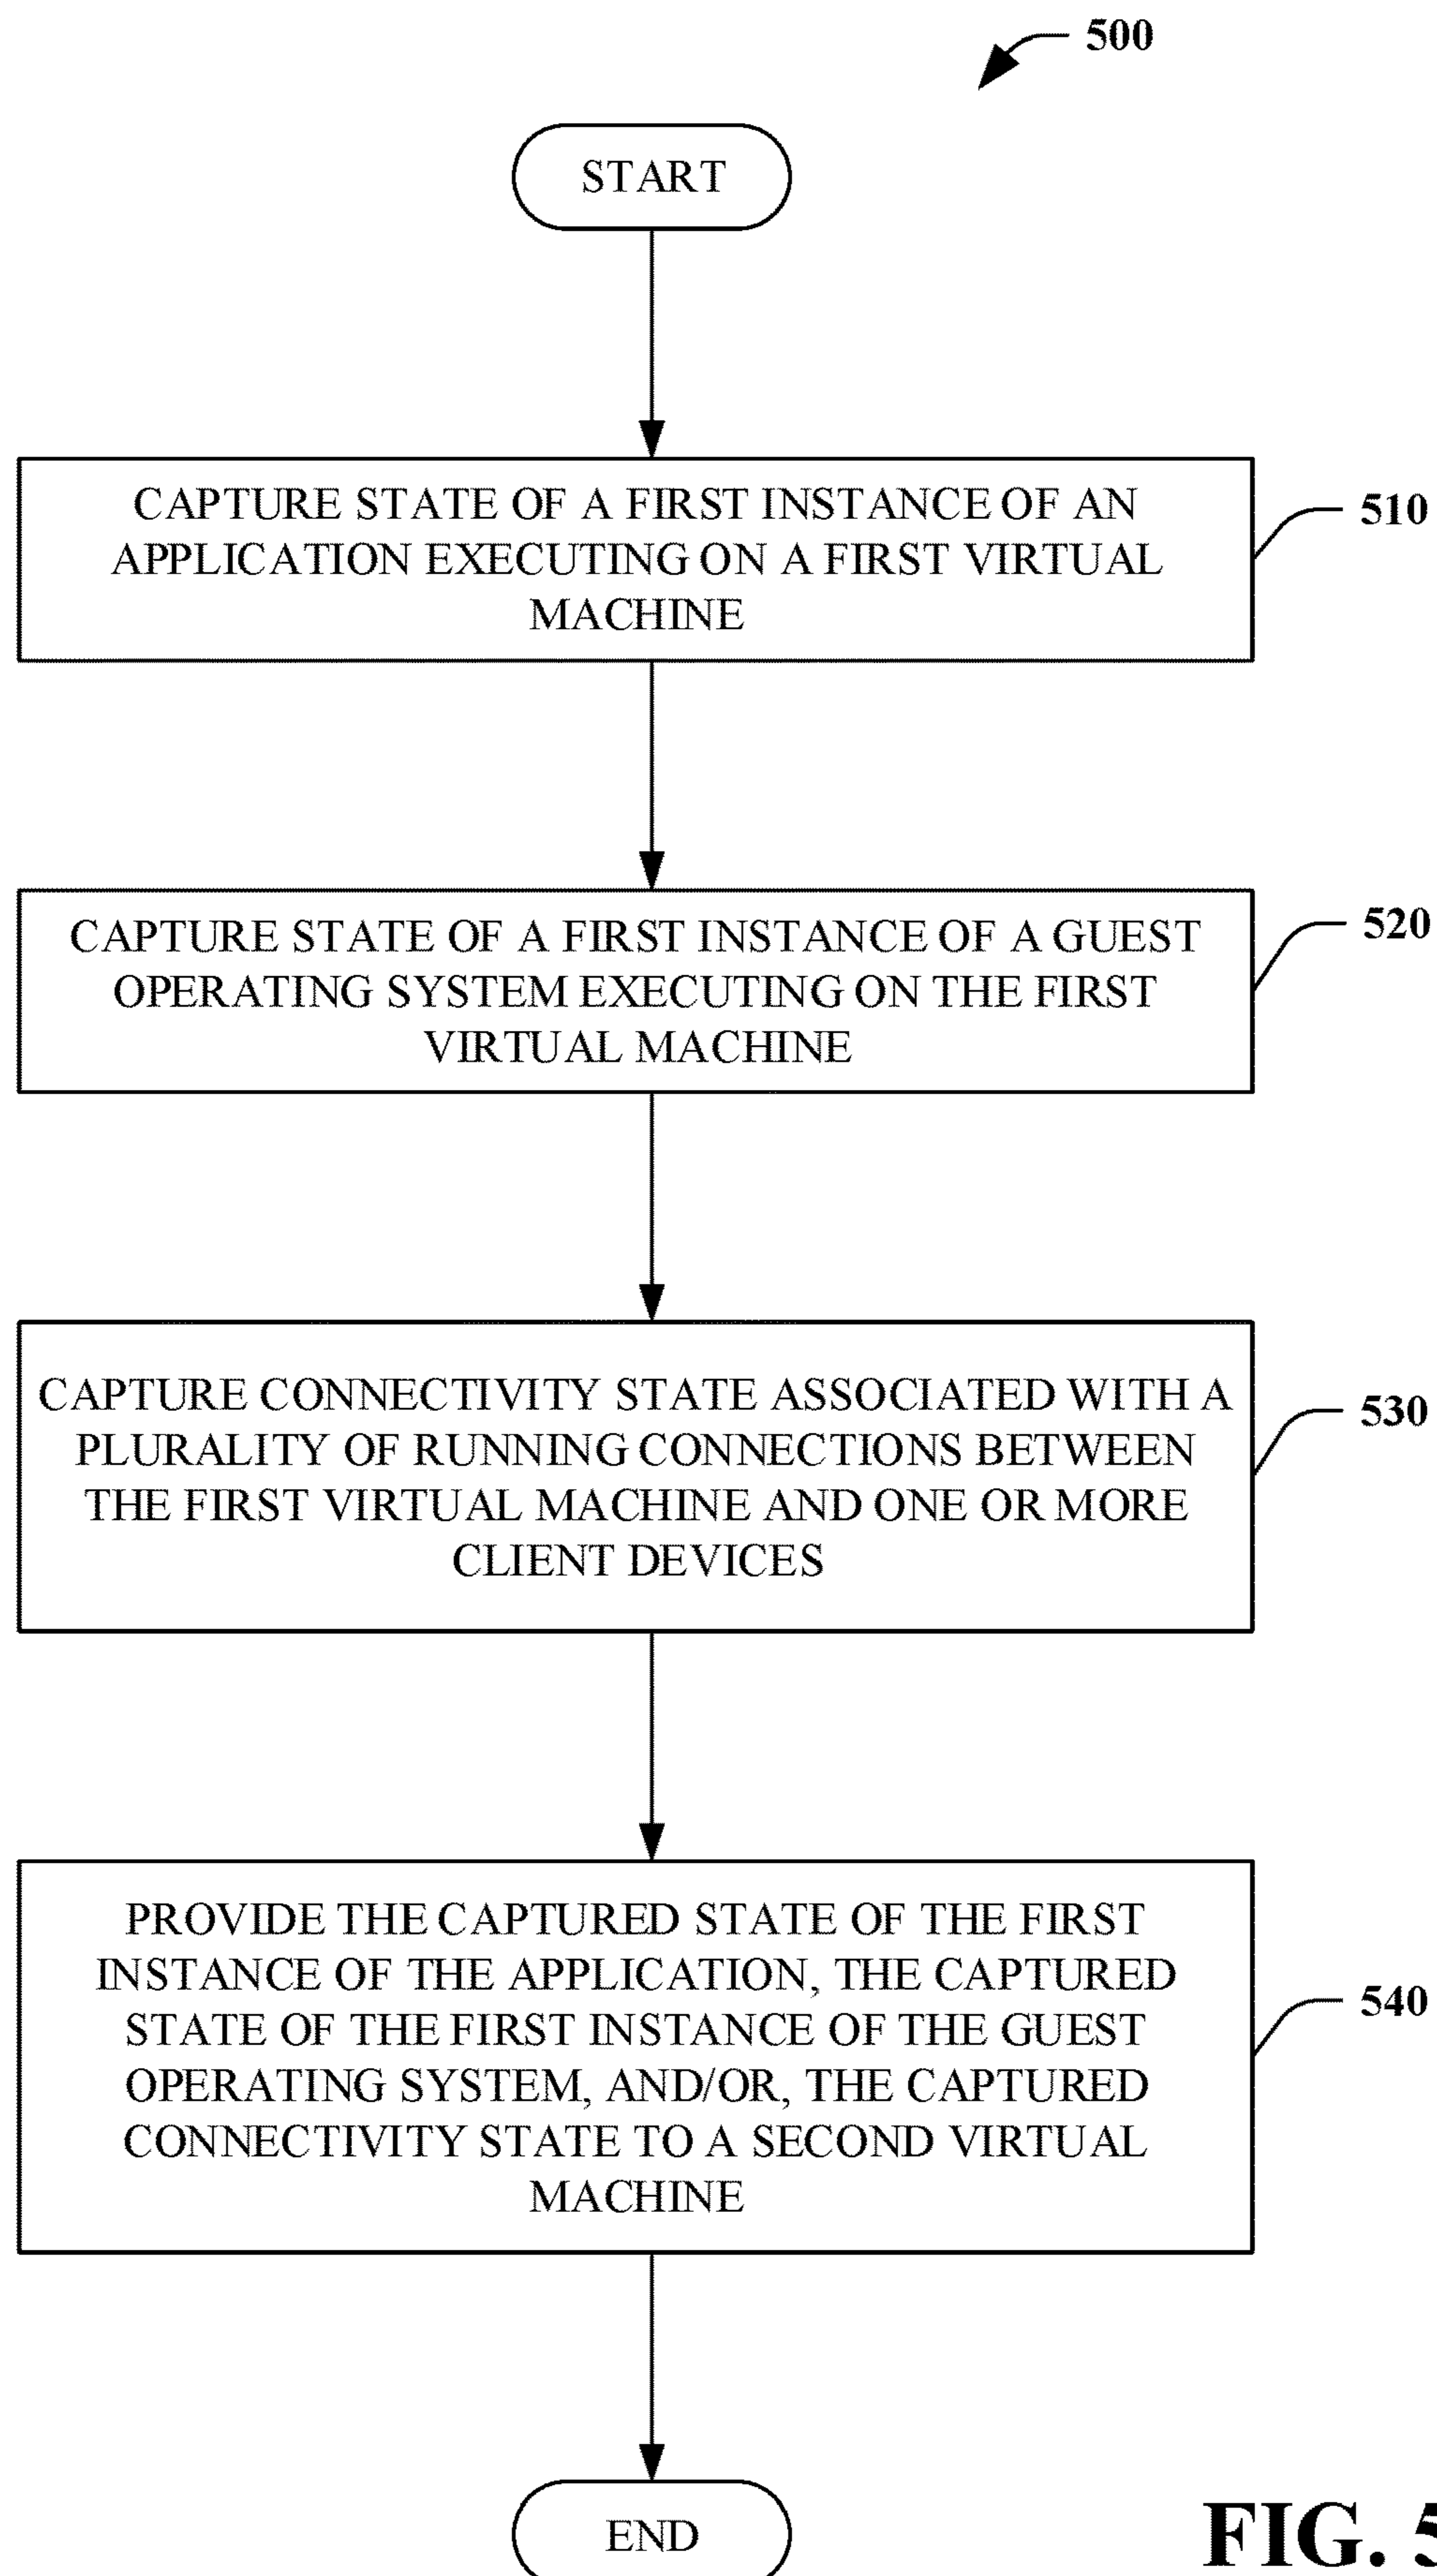 500
START
CAPTURE STATE OF A FIRST INSTANCE OF AN
APPLICATION EXECUTING ON A FIRST VIRTUAL
MACHINE
510
CAPTURE STATE OF A FIRST INSTANCE OF A GUEST
OPERATING SYSTEM EXECUTING ON THE FIRST
VIRTUAL MACHINE
520
CAPTURE CONNECTIVITY STATE ASSOCIATED WITH A
PLURALITY OF RUNNING CONNECTIONS BETWEEN
THE FIRST VIRTUAL MACHINE AND ONE OR MORE
CLIENT DEVICES
530
PROVIDE THE CAPTURED STATE OF THE FIRST
INSTANCE OF THE APPLICATION, THE CAPTURED
STATE OF THE FIRST INSTANCE OF THE GUEST
OPERATING SYSTEM, AND/OR, THE CAPTURED
CONNECTIVITY STATE TO A SECOND VIRTUAL
MACHINE
540
END
FIG. 5